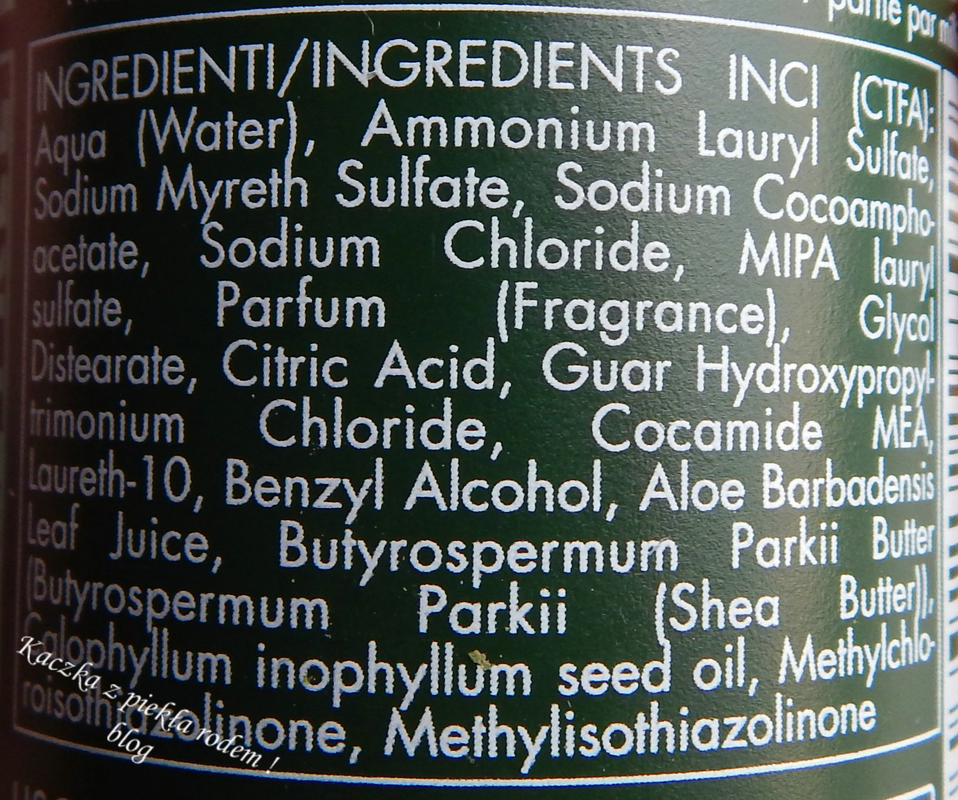 parlie par
INGREDIENTI/INGREDIENTS INCI (CTFA):
Aqua (Water), Ammonium Lauryl Sulfate,
Sodium Myreth Sulfate, Sodium Cocoampho-
acetate, Sodium Chloride, MIPA lauryl
sulfate, Parfum (Fragrance), Glycol
Distearate, Citric Acid, Guar Hydroxypropyl-
trimonium Chloride, Cocamide MEA,
Laureth-10, Benzyl Alcohol, Aloe Barbadensis
Leaf Juice, Butyrospermum Parkii Butter
(Butyrospermum Parkii (Shea Butter)),
Calophyllum inophyllum seed oil, Methylchlo-
roisothiazolinone, Methylisothiazolinone
Kaczka z piekła rodem !
blog